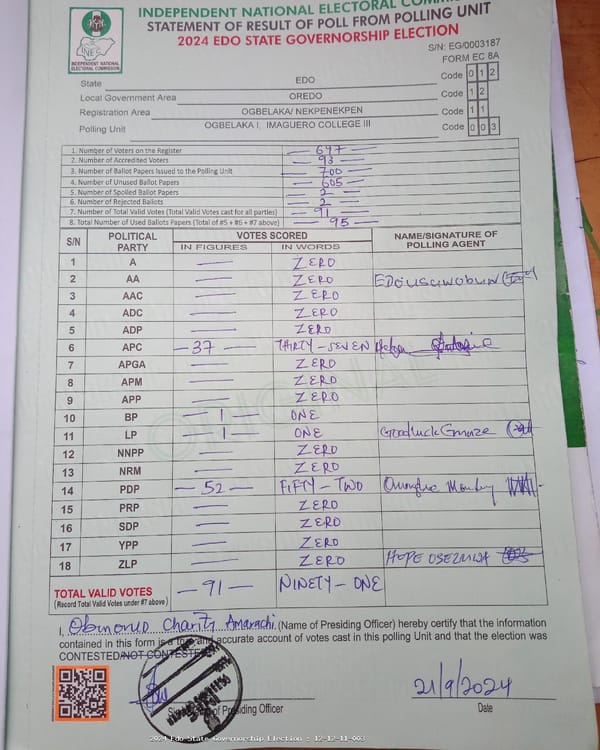 INDEPENDENT NATIONAL ELECTORAL COMM
STATEMENT OF RESULT OF POLL FROM POLLING UNIT
2024 EDO STATE GOVERNORSHIP ELECTION
INEC
INDEPENDENT NATIONAL
ELECTORAL COMMISSION
S/N: EG/0003187
FORM EC 8A
State EDO Code 0 1 2
Local Government Area OREDO Code 1 2
Registration Area OGBELAKA/ NEKPENEKPEN Code 1 1
Polling Unit OGBELAKA I, IMAGUERO COLLEGE III Code 0 0 3
1. Number of Voters on the Register 697
2. Number of Accredited Voters 93
3. Number of Ballot Papers Issued to the Polling Unit 700
4. Number of Unused Ballot Papers 605
5. Number of Spoiled Ballot Papers 2
6. Number of Rejected Ballots 2
7. Number of Total Valid Votes (Total Valid Votes cast for all parties) 91
8. Total Number of Used Ballots Papers (Total of #5 + #6 + #7 above) 95
S/N POLITICAL PARTY VOTES SCORED NAME/SIGNATURE OF POLLING AGENT
IN FIGURES IN WORDS
1 A — ZERO
2 AA — ZERO
3 AAC — ZERO
4 ADC — ZERO
5 ADP — ZERO
6 APC — 37 — THIRTY-SEVEN
7 APGA — ZERO
8 APM — ZERO
9 APP — ZERO
10 BP — 1 — ONE
11 LP — 1 — ONE Goodluck
12 NNPP — ZERO
13 NRM — ZERO
14 PDP — 52 — FIFTY-TWO Monday
15 PRP — ZERO
16 SDP — ZERO
17 YPP — ZERO
18 ZLP — ZERO HOPE
TOTAL VALID VOTES — 91 — NINETY-ONE
(Record Total Valid Votes under #7 above)
I, Charity Amarachi (Name of Presiding Officer) hereby certify that the information
contained in this form is a true and accurate account of votes cast in this polling Unit and that the election was
CONTESTED/NOT CONTESTED
of Presiding Officer
21/9/2024
Date
2024 Edo State Governorship Election : 12-12-11-003